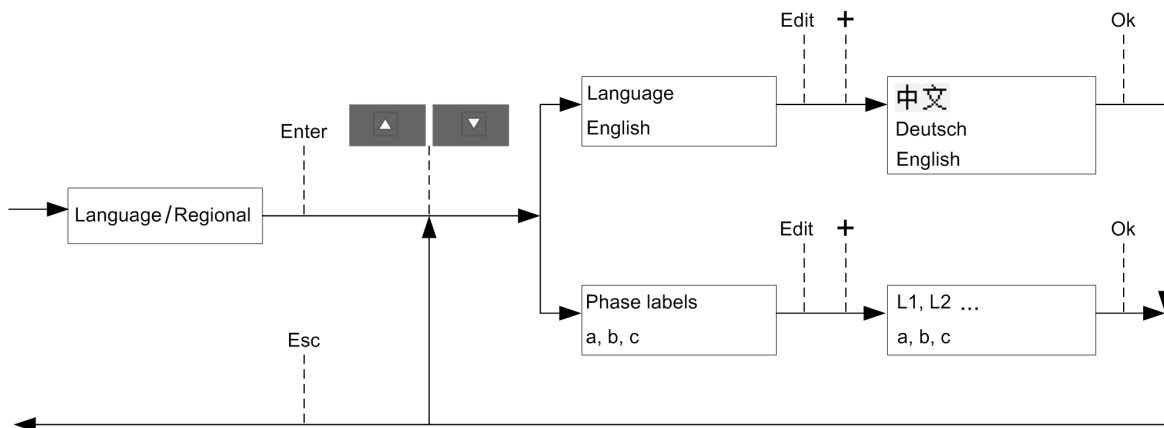 Edit
+
Ok
Language
English
中文
Deutsch
English
Enter
Language/Regional
Edit
+
Ok
Phase labels
a, b, c
L1, L2 ...
a, b, c
Esc